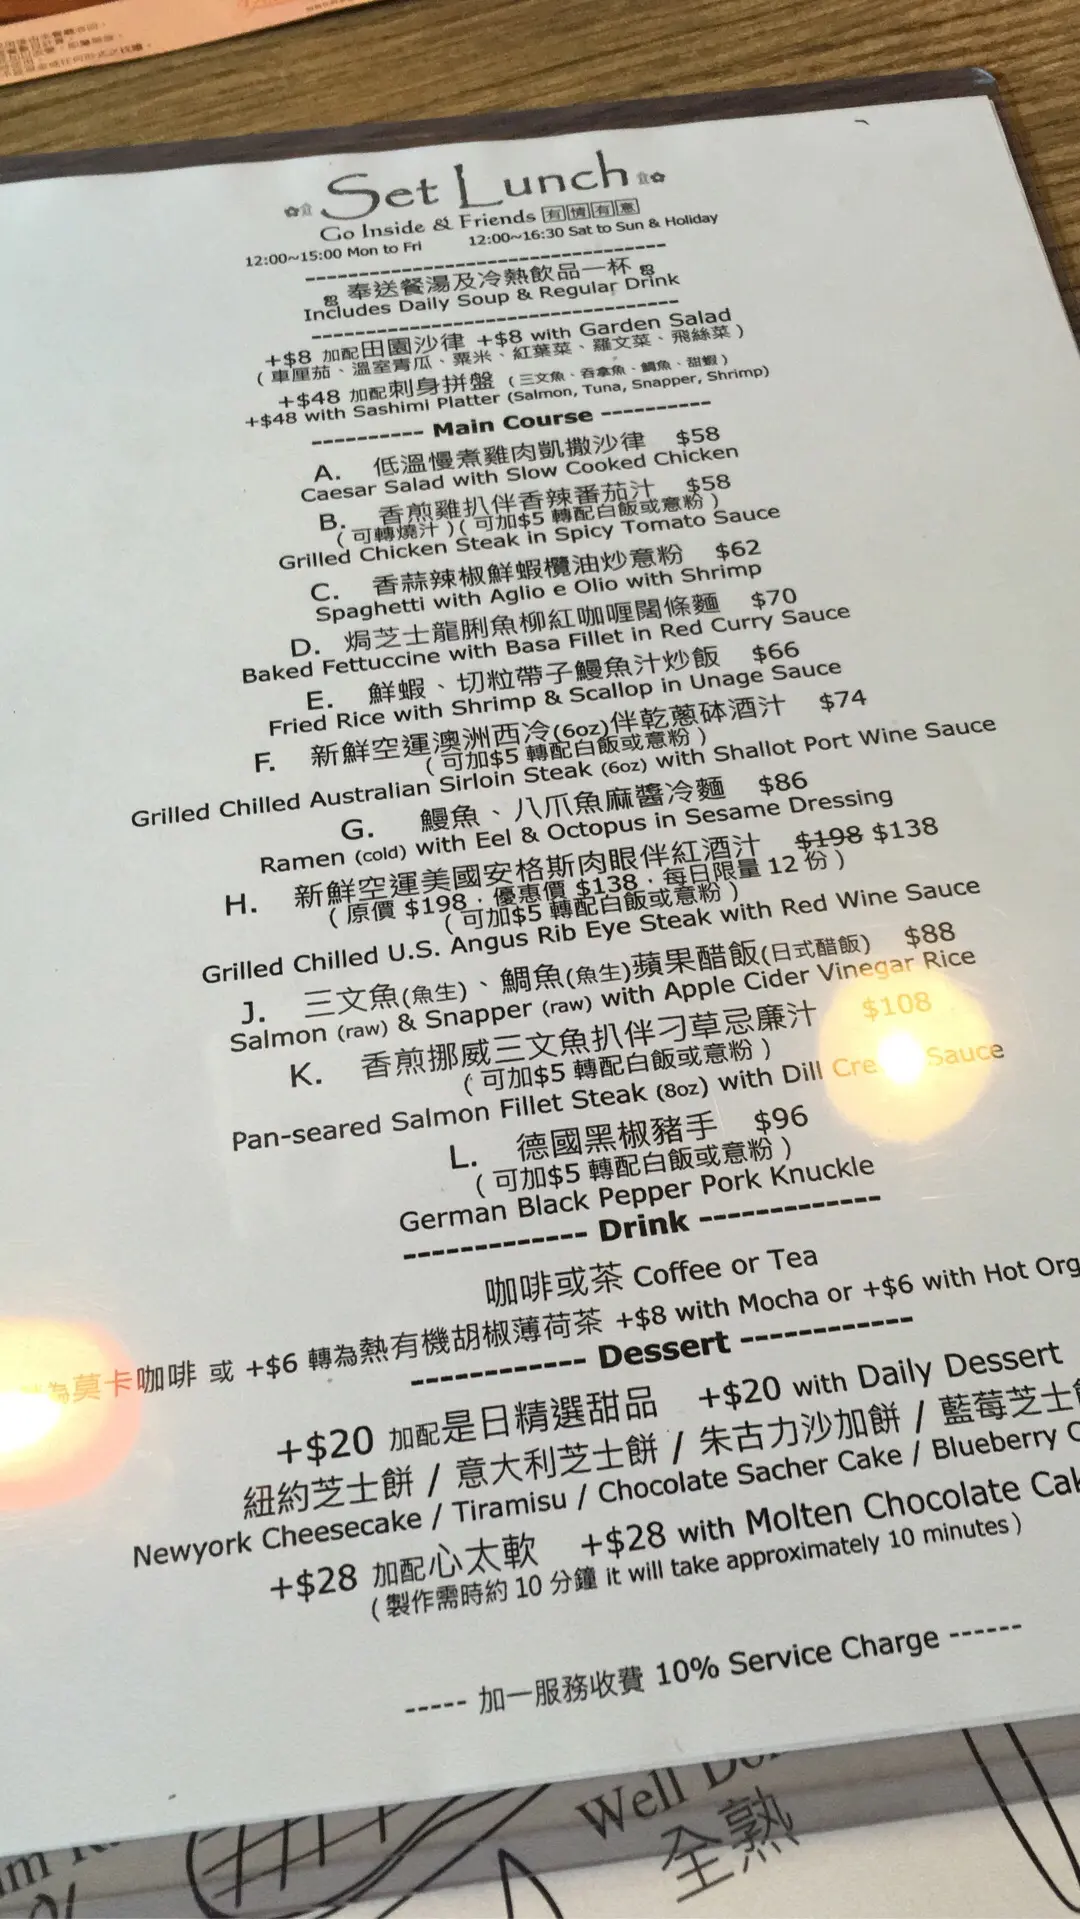 Set Lunch
Go Inside & Friends 有情有意
12:00~15:00 Mon to Fri 12:00~16:30 Sat to Sun & Holiday
奉送餐湯及冷熱飲品一杯
Includes Daily Soup & Regular Drink
+$8 加配田園沙律 +$8 with Garden Salad
(車厘茄、溫室青瓜、粟米、紅葉菜、羅文菜、飛絲菜)
+$48 加配刺身拼盤 (三文魚、吞拿魚、鯛魚、甜蝦)
+$48 with Sashimi Platter (Salmon, Tuna, Snapper, Shrimp)
---------- Main Course ----------
A. 低溫慢煮雞肉凱撒沙律 $58
Caesar Salad with Slow Cooked Chicken
B. 香煎雞扒伴香辣番茄汁 $58
(可轉燒汁)(可加$5 轉配白飯或意粉)
Grilled Chicken Steak in Spicy Tomato Sauce
C. 香蒜辣椒鮮蝦欖油炒意粉 $62
Spaghetti with Aglio e Olio with Shrimp
D. 焗芝士龍脷魚柳紅咖喱闊條麵 $70
Baked Fettuccine with Basa Fillet in Red Curry Sauce
E. 鮮蝦、切粒帶子鰻魚汁炒飯 $66
Fried Rice with Shrimp & Scallop in Unage Sauce
F. 新鮮空運澳洲西冷(6oz)伴乾蔥砵酒汁 $74
(可加$5 轉配白飯或意粉)
Grilled Chilled Australian Sirloin Steak (6oz) with Shallot Port Wine Sauce
G. 鰻魚、八爪魚麻醬冷麵 $86
Ramen (cold) with Eel & Octopus in Sesame Dressing
H. 新鮮空運美國安格斯肉眼伴紅酒汁 $198 $138
(原價 $198，優惠價 $138，每日限量 12 份)
(可加$5 轉配白飯或意粉)
Grilled Chilled U.S. Angus Rib Eye Steak with Red Wine Sauce
J. 三文魚(魚生)、鯛魚(魚生)蘋果醋飯(日式醋飯) $88
Salmon (raw) & Snapper (raw) with Apple Cider Vinegar Rice
K. 香煎挪威三文魚扒伴刁草忌廉汁 $108
(可加$5 轉配白飯或意粉)
Pan-seared Salmon Fillet Steak (8oz) with Dill Sauce
L. 德國黑椒豬手 $96
(可加$5 轉配白飯或意粉)
German Black Pepper Pork Knuckle
------------- Drink -------------
咖啡或茶 Coffee or Tea
為莫卡咖啡 或 +$6 轉為熱有機胡椒薄荷茶 +$8 with Mocha or +$6 with Hot Org
------------ Dessert ------------
+$20 加配是日精選甜品 +$20 with Daily Dessert
紐約芝士餅 / 意大利芝士餅 / 朱古力沙加餅 / 藍莓芝士餅
Newyork Cheesecake / Tiramisu / Chocolate Sacher Cake / Blueberry C
+$28 加配心太軟 +$28 with Molten Chocolate Cak
(製作需時約 10 分鐘 it will take approximately 10 minutes)
----- 加一服務收費 10% Service Charge ------
Well Do
全熟